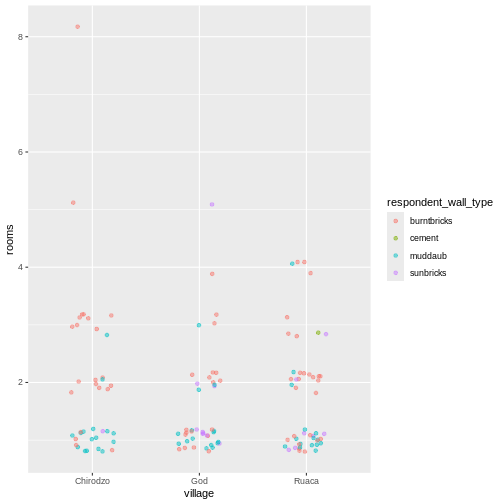 8
6
4
2
rooms
Chirodzo
God
Ruaca
village
respondent_wall_type
burntbricks
cement
muddaub
sunbricks